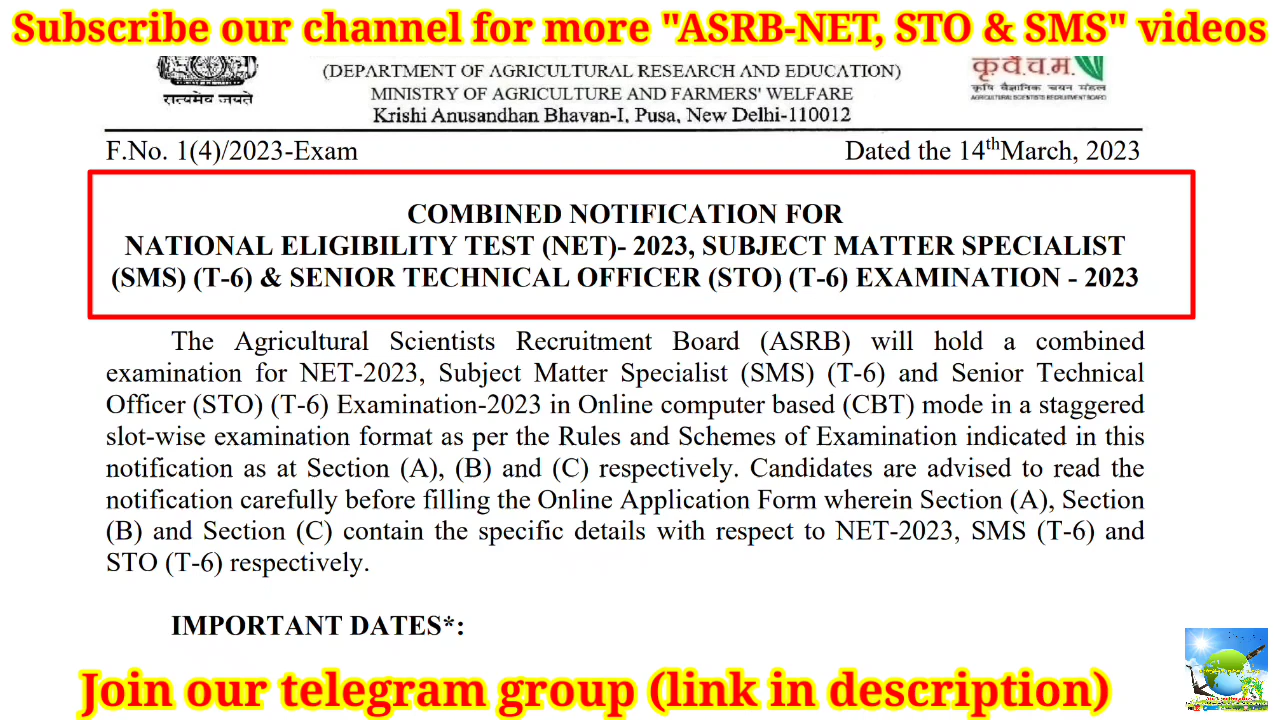 Subscribe our channel for more "ASRB-NET, STO & SMS" videos
(DEPARTMENT OF AGRICULTURAL RESEARCH AND EDUCATION)
MINISTRY OF AGRICULTURE AND FARMERS' WELFARE
Krishi Anusandhan Bhavan-I, Pusa, New Delhi-110012
सत्यमेव जयते
कृ.वै.च.म.
कृषि वैज्ञानिक चयन मंडल
AGRICULTURAL SCIENTISTS RECRUITMENT BOARD
F.No. 1(4)/2023-Exam Dated the 14thMarch, 2023
COMBINED NOTIFICATION FOR
NATIONAL ELIGIBILITY TEST (NET)- 2023, SUBJECT MATTER SPECIALIST
(SMS) (T-6) & SENIOR TECHNICAL OFFICER (STO) (T-6) EXAMINATION - 2023
The Agricultural Scientists Recruitment Board (ASRB) will hold a combined
examination for NET-2023, Subject Matter Specialist (SMS) (T-6) and Senior Technical
Officer (STO) (T-6) Examination-2023 in Online computer based (CBT) mode in a staggered
slot-wise examination format as per the Rules and Schemes of Examination indicated in this
notification as at Section (A), (B) and (C) respectively. Candidates are advised to read the
notification carefully before filling the Online Application Form wherein Section (A), Section
(B) and Section (C) contain the specific details with respect to NET-2023, SMS (T-6) and
STO (T-6) respectively.
IMPORTANT DATES*:
Join our telegram group (link in description)